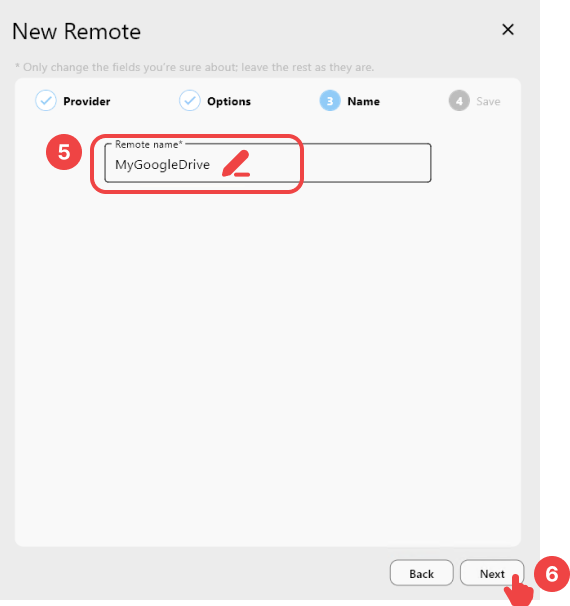 New Remote
* Only change the fields you're sure about; leave the rest as they are.
Provider
Options
3 Name
4 Save
5
Remote name*
MyGoogleDrive
Back
Next
6